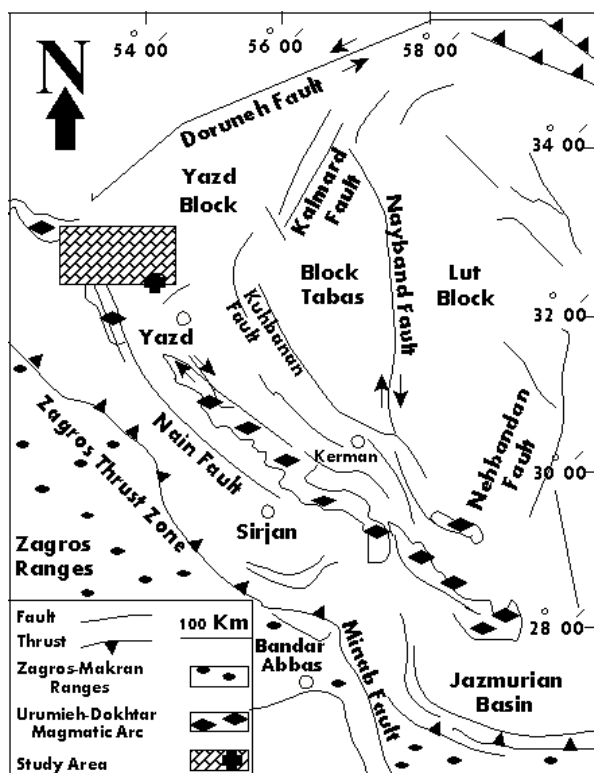 54 00
56 00
58 00
N
Doruneh Fault
34 00
Yazd
Block
Kalmard
Fault
Nayband Fault
Block
Tabas
Lut
Block
Kuhbanan
Fault
32 00
Yazd
Zagros Thrust Zone
Nain Fault
Kerman
Nehbandan
Fault
30 00
Sirjan
Zagros
Ranges
28 00
Bandar
Abbas
Minab Fault
Jazmurian
Basin
Fault
Thrust
100 Km
Zagros-Makran
Ranges
Urumieh-Dokhtar
Magmatic Arc
Study Area